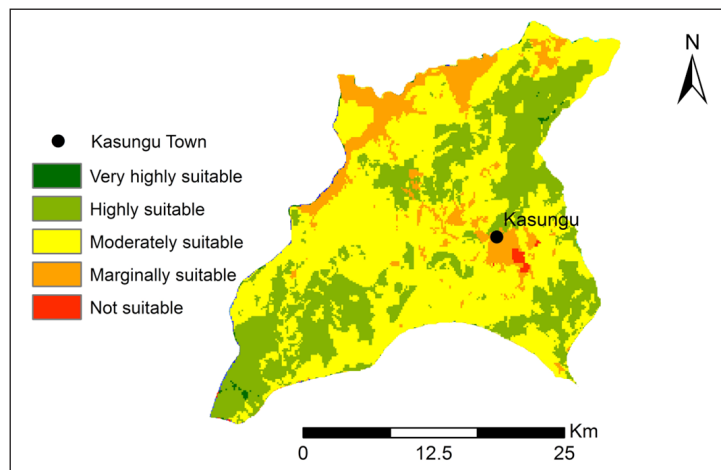 N
Kasungu Town
Very highly suitable
Highly suitable
Moderately suitable
Marginally suitable
Not suitable
Kasungu
Km
0 12.5 25